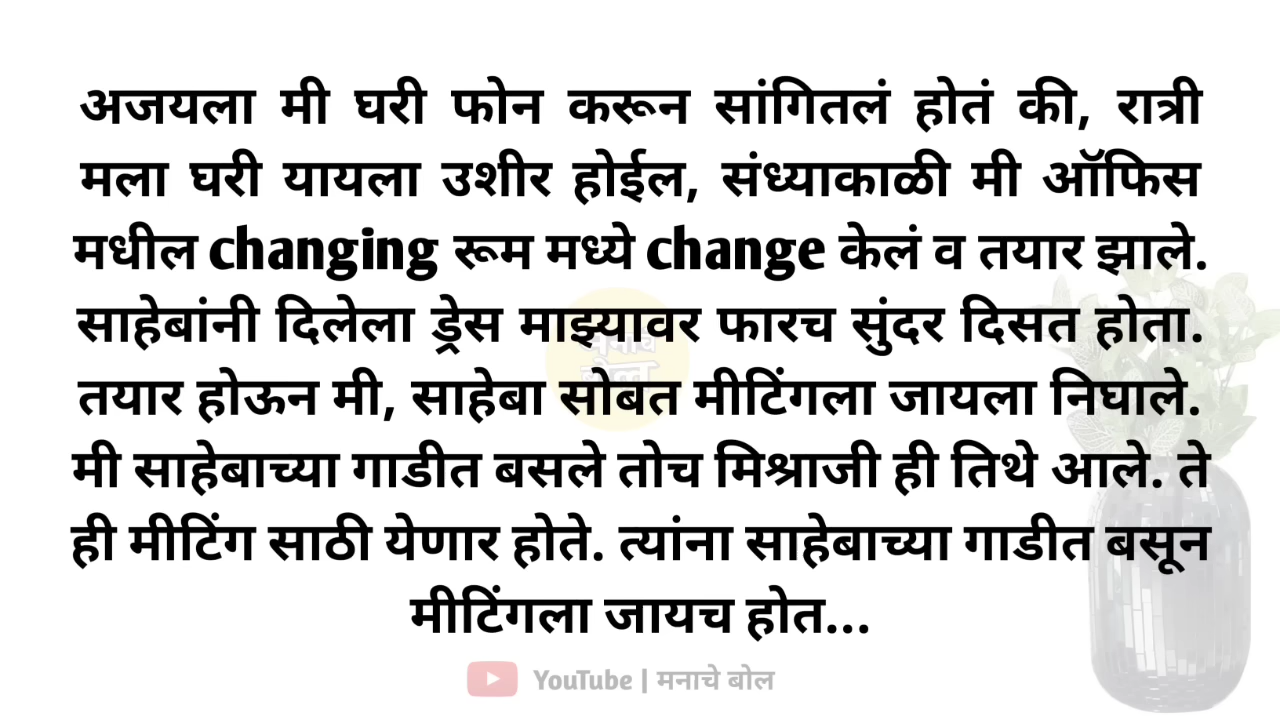 अजयला मी घरी फोन करून सांगितलं होतं की, रात्री
मला घरी यायला उशीर होईल, संध्याकाळी मी ऑफिस
मधील changing रूम मध्ये change केलं व तयार झाले.
साहेबांनी दिलेला ड्रेस माझ्यावर फारच सुंदर दिसत होता.
तयार होऊन मी, साहेबा सोबत मीटिंगला जायला निघाले.
मी साहेबाच्या गाडीत बसले तोच मिश्राजी ही तिथे आले. ते
ही मीटिंग साठी येणार होते. त्यांना साहेबाच्या गाडीत बसून
मीटिंगला जायच होत...
मनाचे
बोल
YouTube | मनाचे बोल